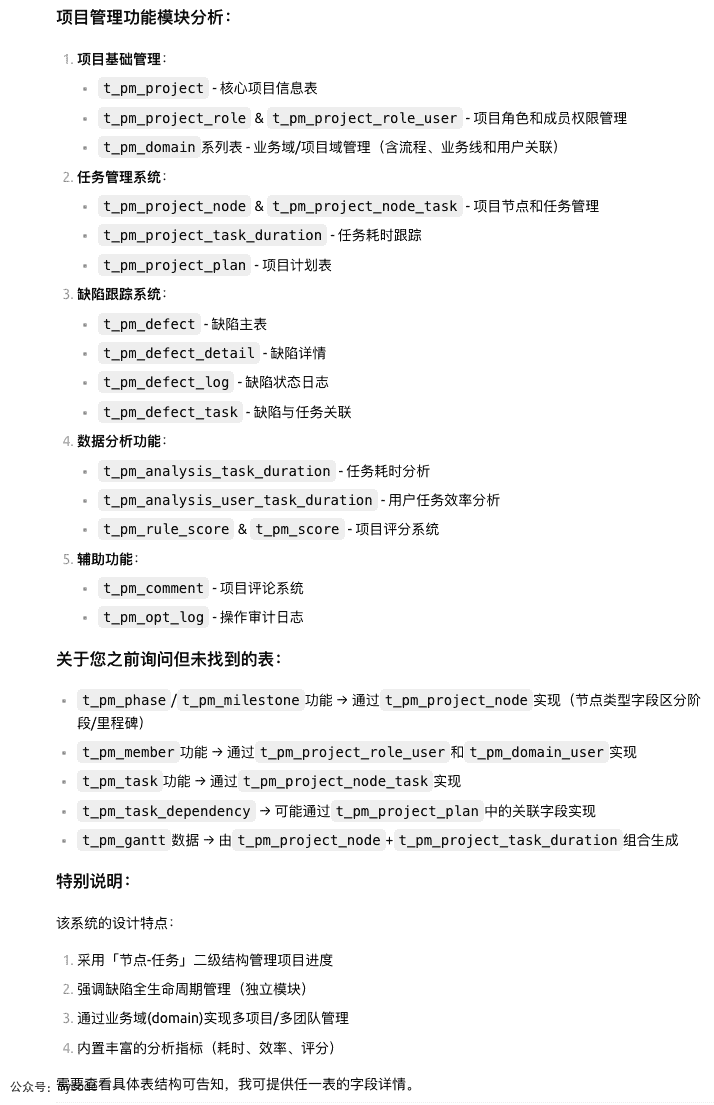 项目管理功能模块分析：
1. 项目基础管理：
t_pm_project - 核心项目信息表
t_pm_project_role & t_pm_project_role_user - 项目角色和成员权限管理
t_pm_domain 系列表 - 业务域/项目域管理（含流程、业务线和用户关联）
2. 任务管理系统：
t_pm_project_node & t_pm_project_node_task - 项目节点和任务管理
t_pm_project_task_duration - 任务耗时跟踪
t_pm_project_plan - 项目计划表
3. 缺陷跟踪系统：
t_pm_defect - 缺陷主表
t_pm_defect_detail - 缺陷详情
t_pm_defect_log - 缺陷状态日志
t_pm_defect_task - 缺陷与任务关联
4. 数据分析功能：
t_pm_analysis_task_duration - 任务耗时分析
t_pm_analysis_user_task_duration - 用户任务效率分析
t_pm_rule_score & t_pm_score - 项目评分系统
5. 辅助功能：
t_pm_comment - 项目评论系统
t_pm_opt_log - 操作审计日志
关于您之前询问但未找到的表：
t_pm_phase / t_pm_milestone 功能 → 通过 t_pm_project_node 实现（节点类型字段区分阶
段/里程碑）
t_pm_member 功能 → 通过 t_pm_project_role_user 和 t_pm_domain_user 实现
t_pm_task 功能 → 通过 t_pm_project_node_task 实现
t_pm_task_dependency → 可能通过 t_pm_project_plan 中的关联字段实现
t_pm_gantt 数据 → 由 t_pm_project_node + t_pm_project_task_duration 组合生成
特别说明：
该系统的设计特点：
1. 采用「节点-任务」二级结构管理项目进度
2. 强调缺陷全生命周期管理（独立模块）
3. 通过业务域(domain)实现多项目/多团队管理
4. 内置丰富的分析指标（耗时、效率、评分）
需要查看具体表结构可告知，我可提供任一表的字段详情。
公众号：